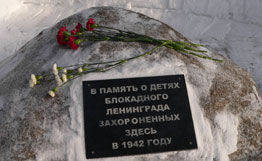 В ПАМЯТЬ О ДЕТЯХ
БЛОКАДНОГО
ЛЕНИНГРАДА
ЗАХОРОНЕННЫХ
ЗДЕСЬ
В 1942 ГОДУ